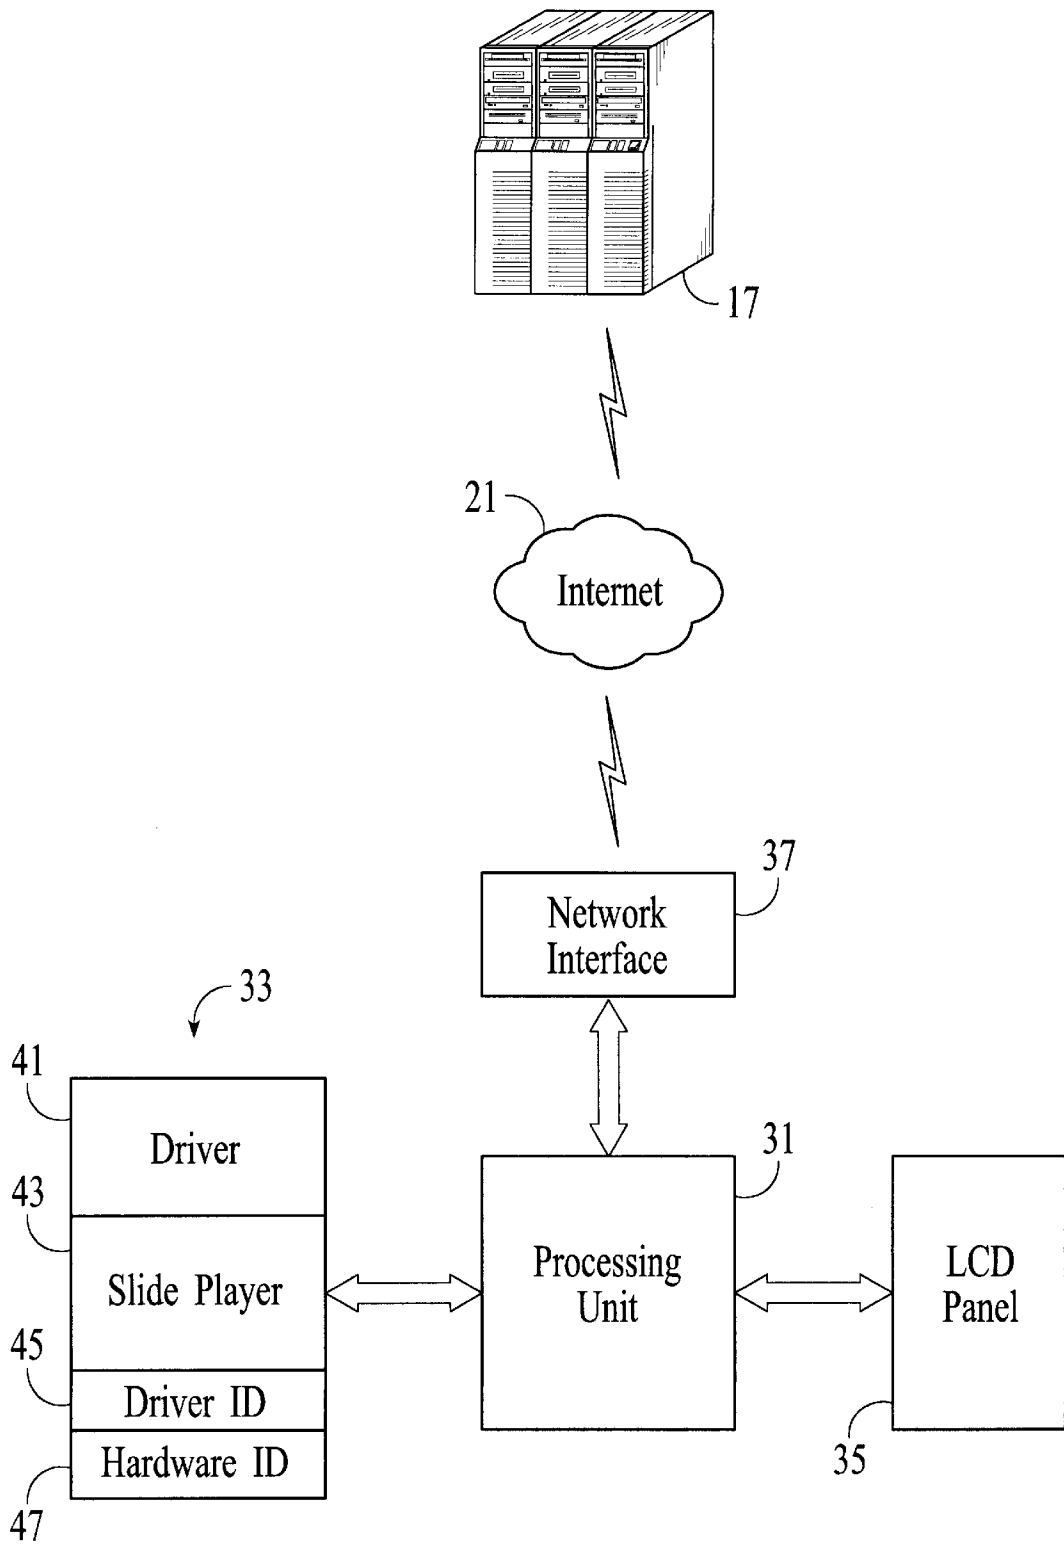 17
21
Internet
37
Network
Interface
33
41
Driver
43
Slide Player
45
Driver ID
Hardware ID
47
31
Processing
Unit
LCD
Panel
35